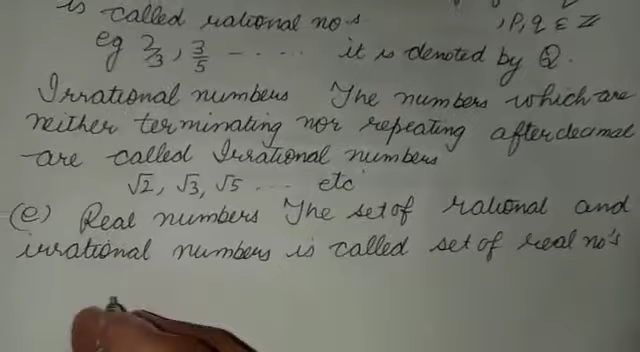 is called rational no's
, p, q ε Z
eg 2/3, 3/5 - - . . . . it is denoted by Q.
Irrational numbers The numbers which are
neither terminating nor repeating after decimal
are called Irrational numbers
√2, √3, √5 . . . . etc
(e) Real numbers The set of rational and
irrational numbers is called set of real no's